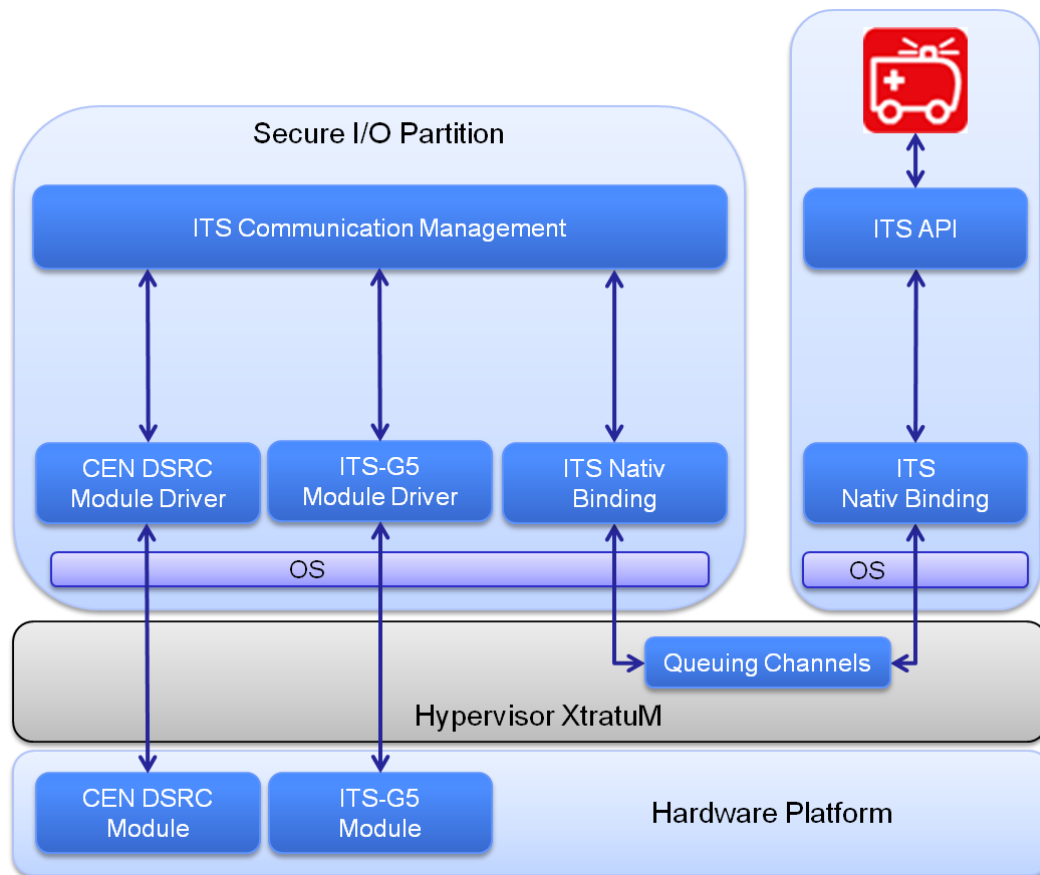 Secure I/O Partition
ITS Communication Management
ITS API
CEN DSRC
Module Driver
ITS-G5
Module Driver
ITS Nativ
Binding
ITS
Nativ Binding
OS
OS
Queuing Channels
Hypervisor XtratuM
CEN DSRC
Module
ITS-G5
Module
Hardware Platform